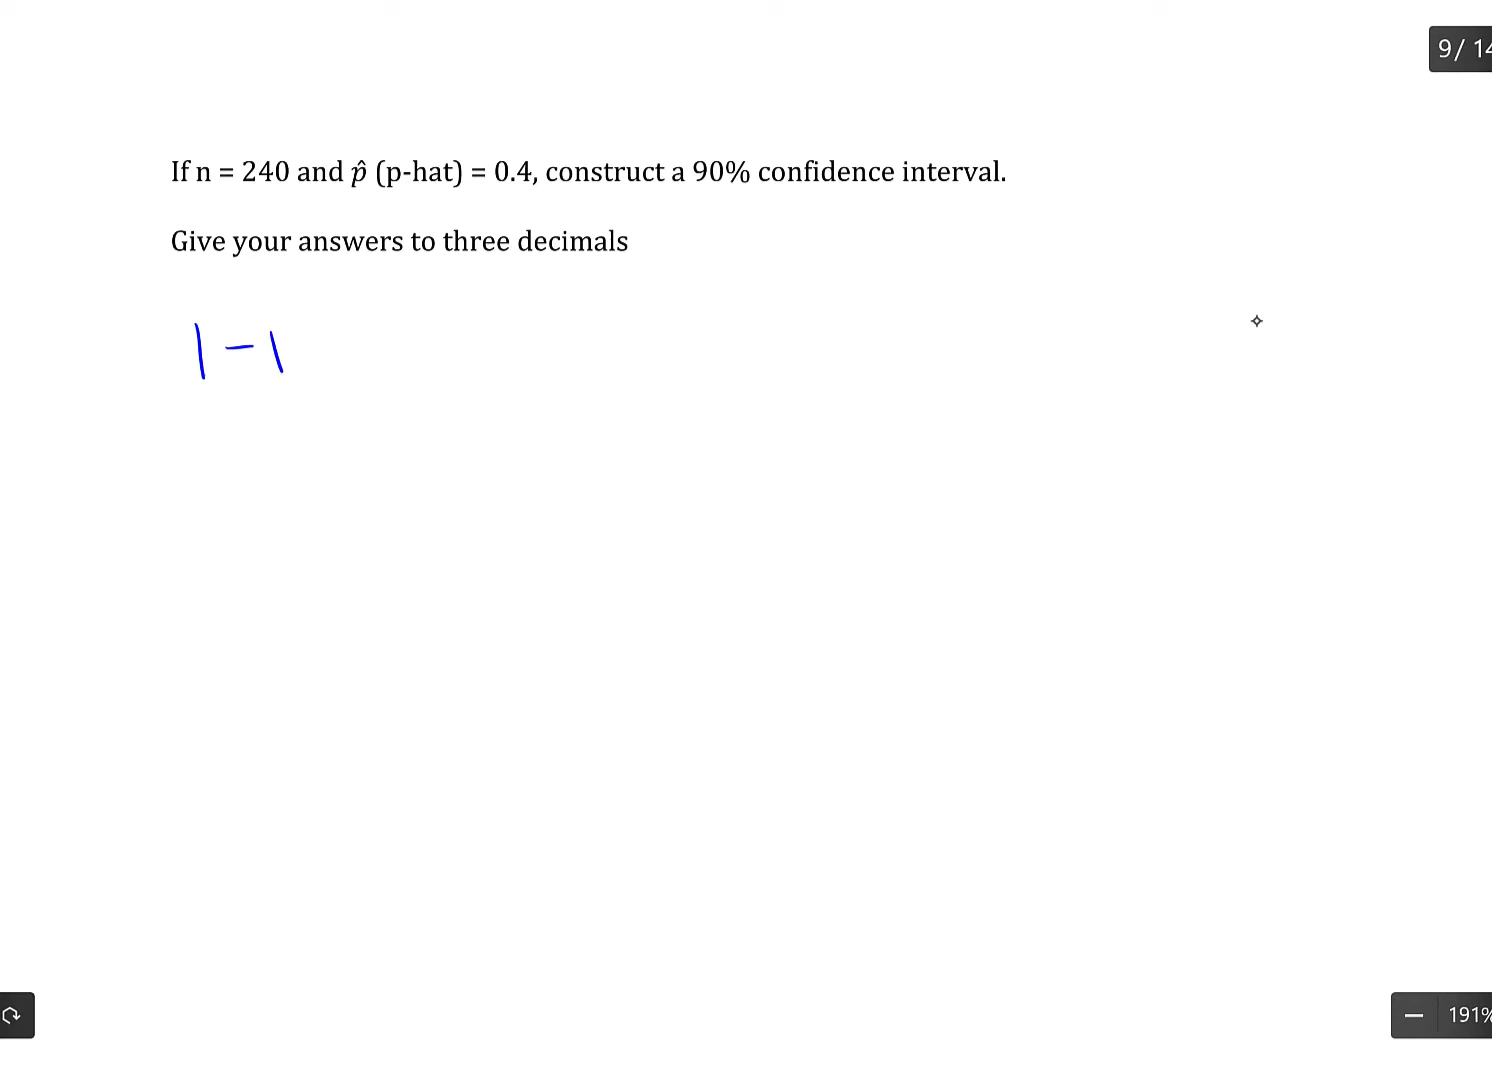 9 / 14
If n = 240 and p̂ (p-hat) = 0.4, construct a 90% confidence interval.
Give your answers to three decimals
1 - 1
191%